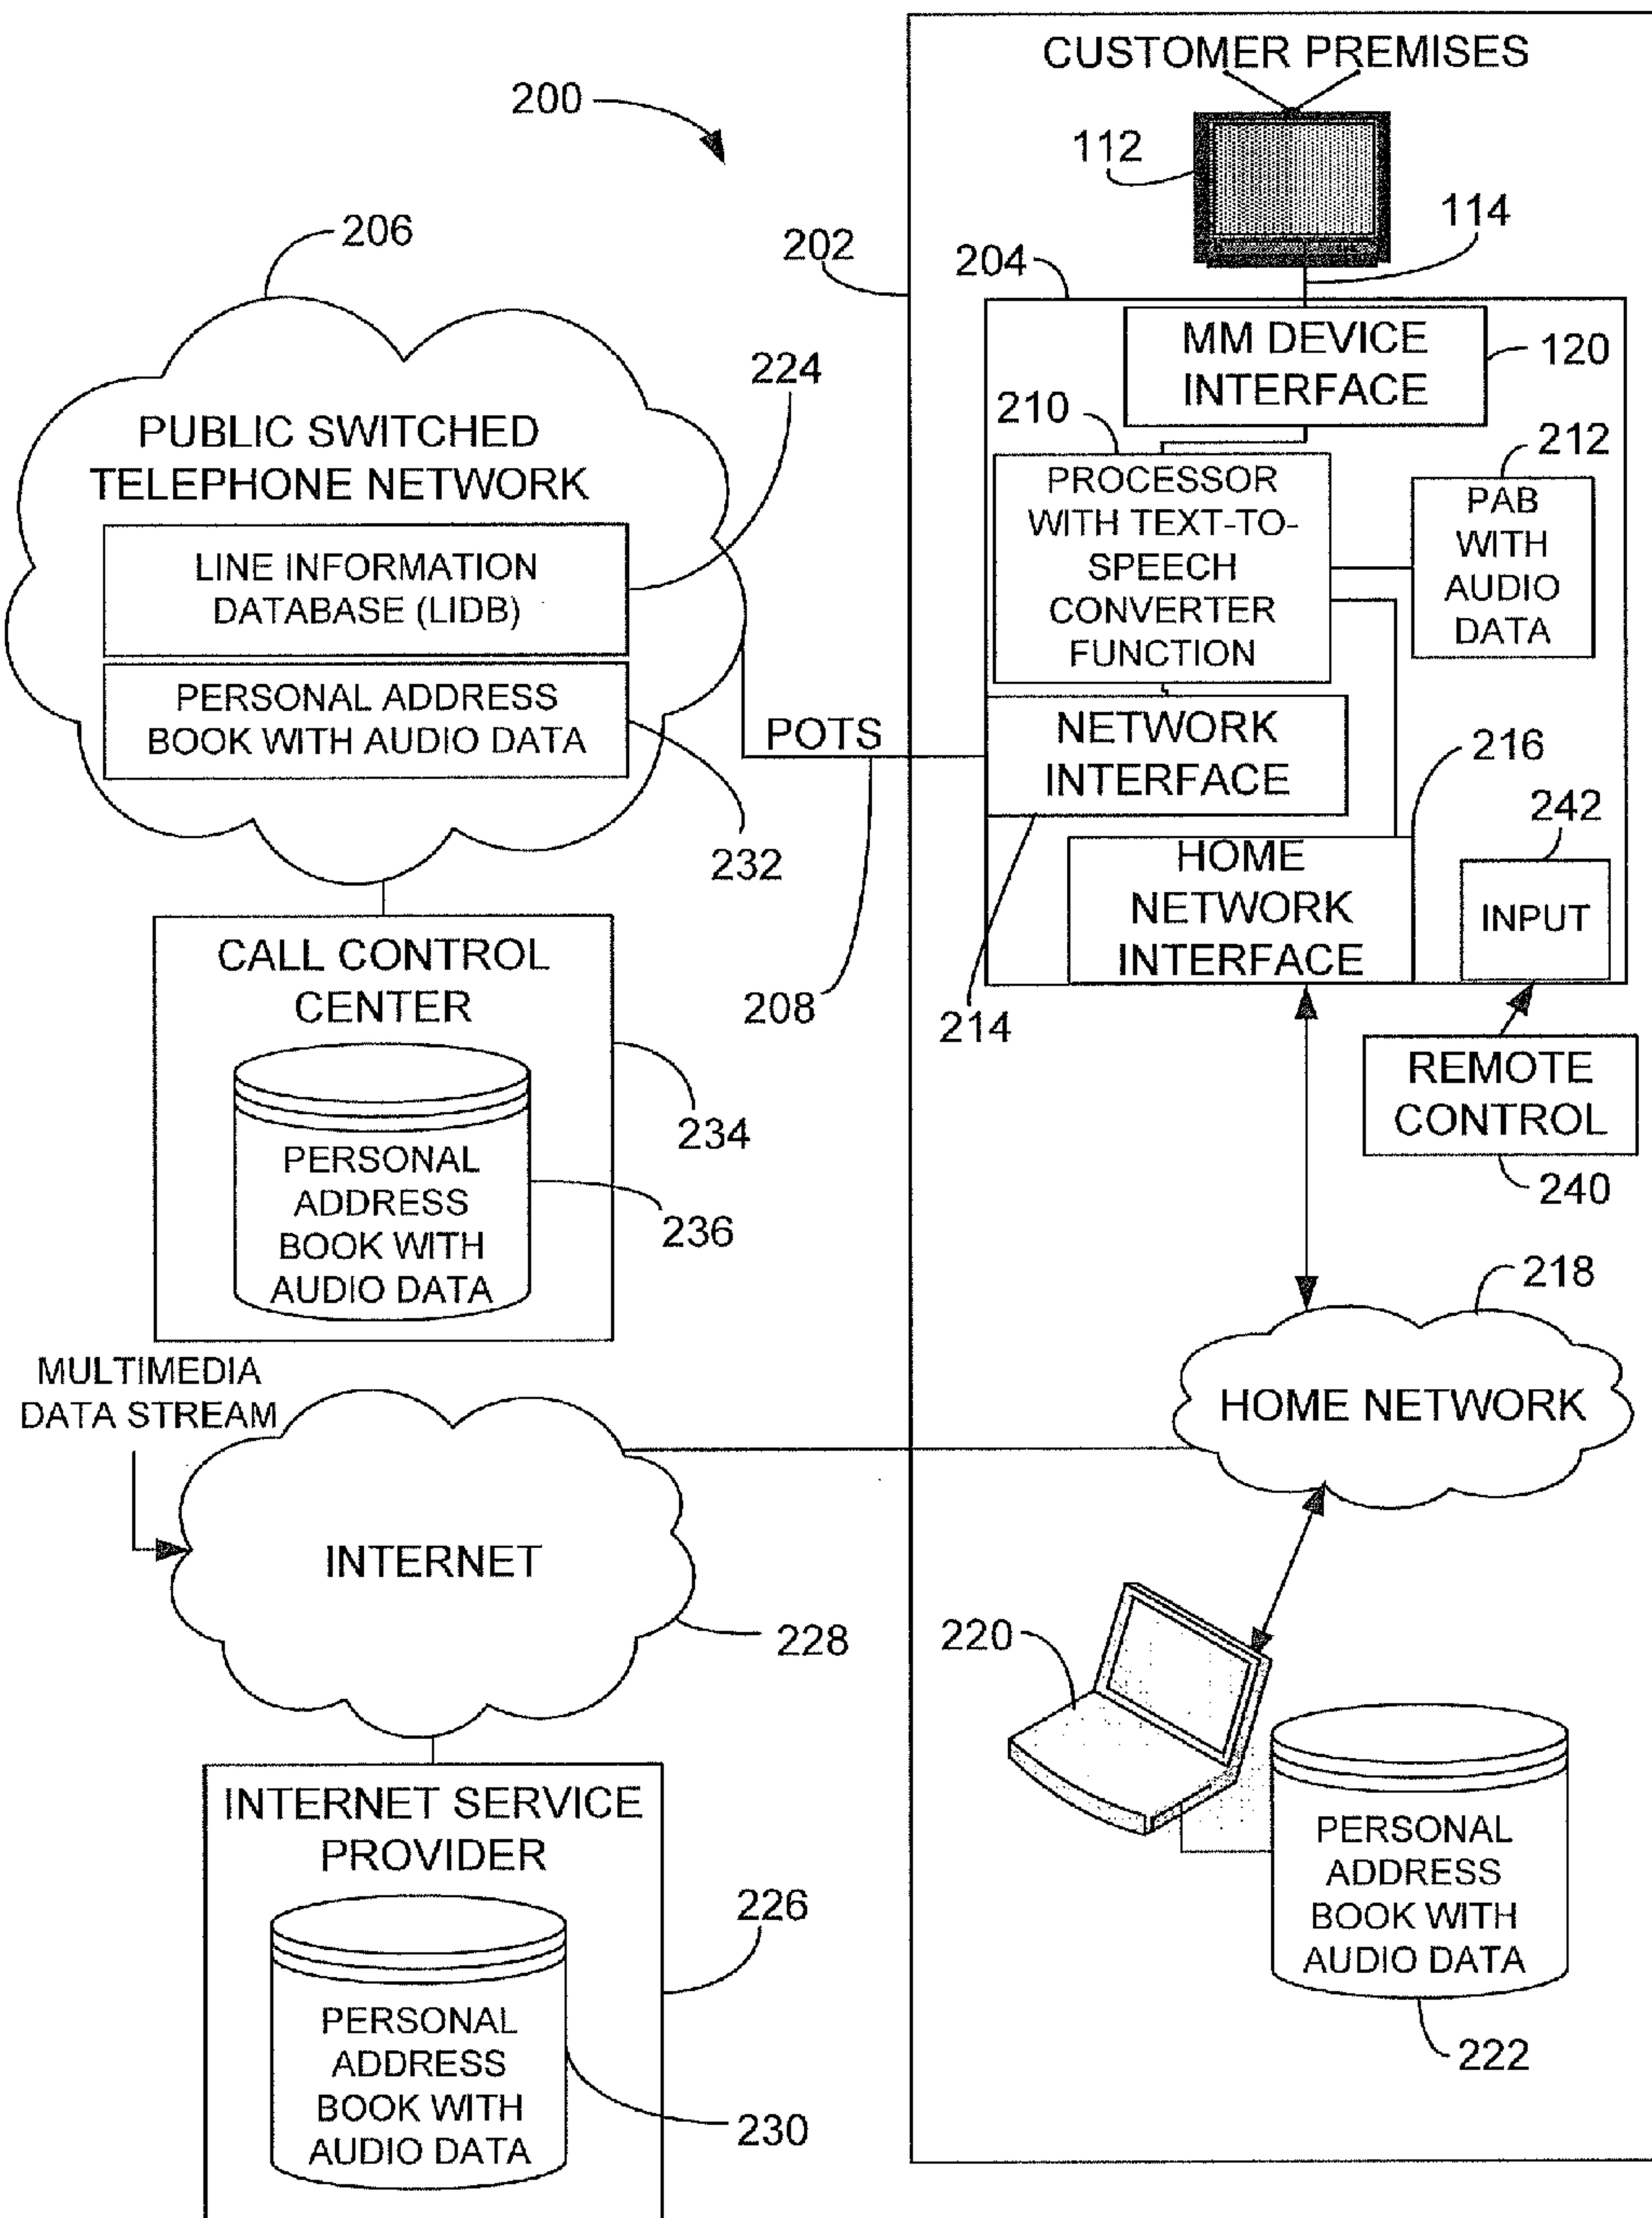 200
206
PUBLIC SWITCHED
TELEPHONE NETWORK
LINE INFORMATION
DATABASE (LIDB)
224
PERSONAL ADDRESS
BOOK WITH AUDIO DATA
232
POTS
208
CALL CONTROL
CENTER
234
PERSONAL
ADDRESS
BOOK WITH
AUDIO DATA
236
MULTIMEDIA
DATA STREAM
INTERNET
228
INTERNET SERVICE
PROVIDER
226
PERSONAL
ADDRESS
BOOK WITH
AUDIO DATA
230
CUSTOMER PREMISES
112
114
202
204
MM DEVICE
INTERFACE
120
210
PROCESSOR
WITH TEXT-TO-
SPEECH
CONVERTER
FUNCTION
212
PAB
WITH
AUDIO
DATA
NETWORK
INTERFACE
214
216
HOME
NETWORK
INTERFACE
242
INPUT
REMOTE
CONTROL
240
218
HOME NETWORK
220
PERSONAL
ADDRESS
BOOK WITH
AUDIO DATA
222